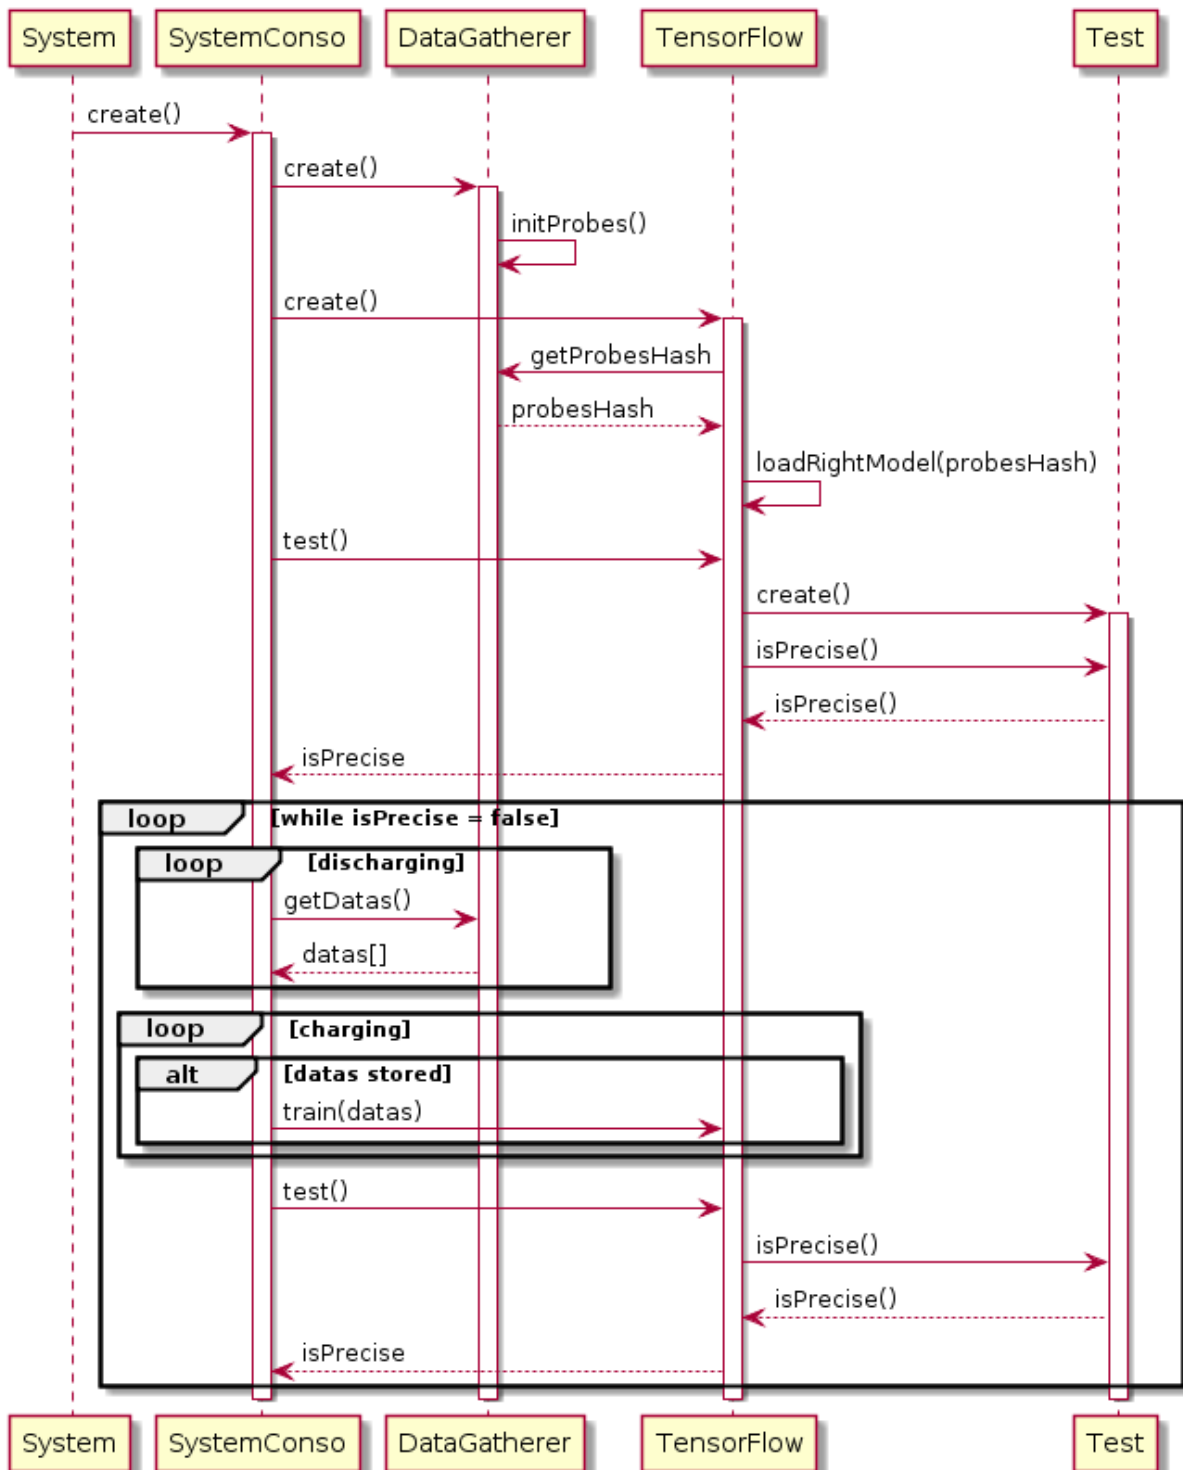 System SystemConso DataGatherer TensorFlow Test
create()
create()
initProbes()
create()
getProbesHash
probesHash
loadRightModel(probesHash)
test()
create()
isPrecise()
isPrecise()
isPrecise
loop [while isPrecise = false]
loop [discharging]
getDatas()
datas[]
loop [charging]
alt [datas stored]
train(datas)
test()
isPrecise()
isPrecise()
isPrecise
System SystemConso DataGatherer TensorFlow Test